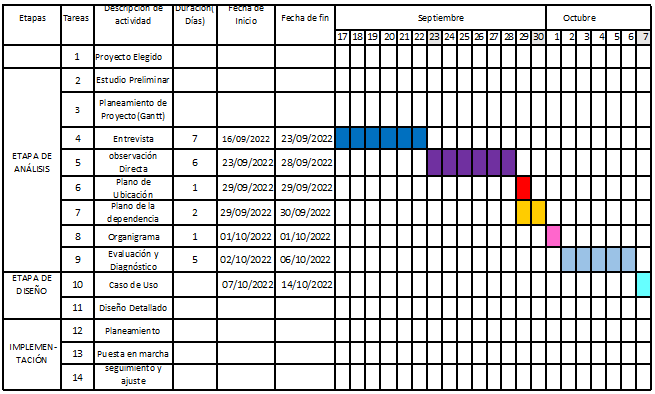 Etapas Tareas Descripción de actividad Duración( Días) Fecha de Inicio Fecha de fin Septiembre Octubre
17 18 19 20 21 22 23 24 25 26 27 28 29 30 1 2 3 4 5 6 7
1 Proyecto Elegido
ETAPA DE ANÁLISIS
2 Estudio Preliminar
3 Planeamiento de Proyecto(Gantt)
4 Entrevista 7 16/09/2022 23/09/2022
5 observación Directa 6 23/09/2022 28/09/2022
6 Plano de Ubicación 1 29/09/2022 29/09/2022
7 Plano de la dependencia 2 29/09/2022 30/09/2022
8 Organigrama 1 01/10/2022 01/10/2022
9 Evaluación y Diagnóstico 5 02/10/2022 06/10/2022
ETAPA DE DISEÑO
10 Caso de Uso 07/10/2022 14/10/2022
11 Diseño Detallado
IMPLEMEN-TACIÓN
12 Planeamiento
13 Puesta en marcha
14 seguimiento y ajuste